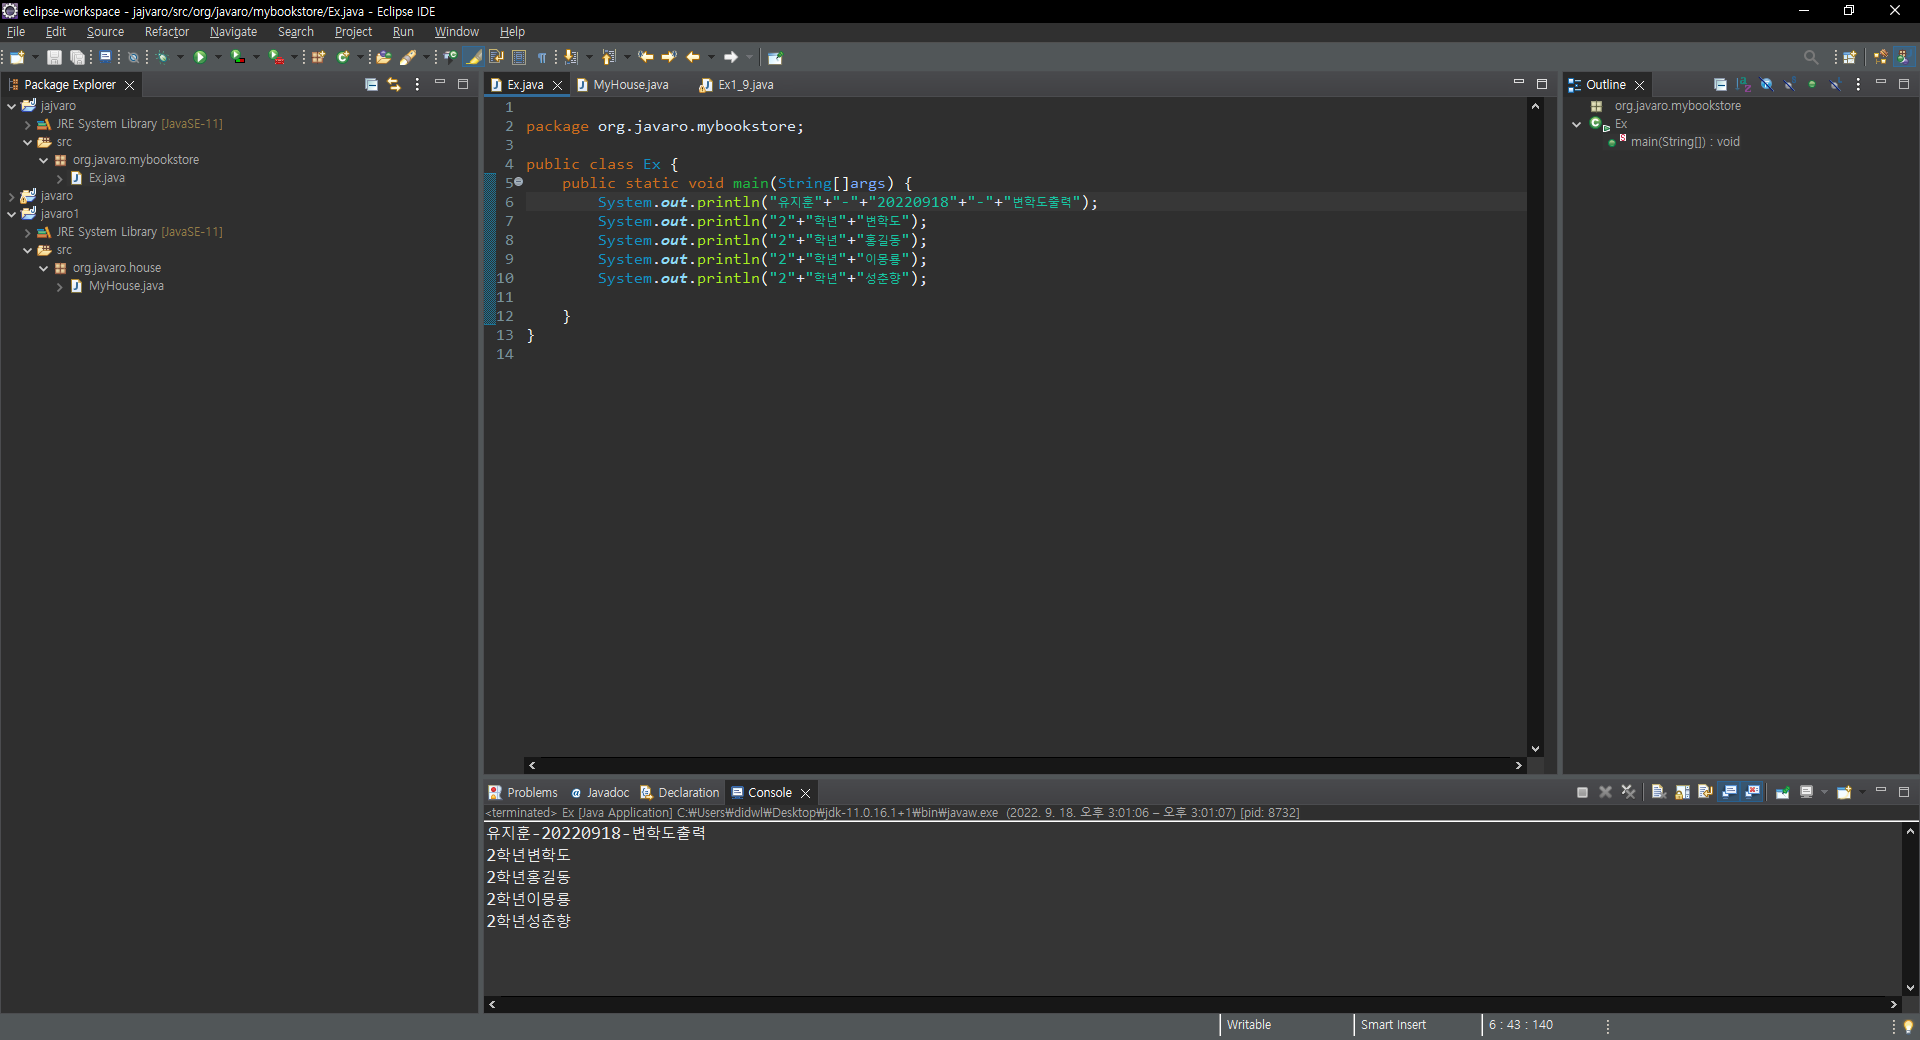 eclipse-workspace - jajvaro/src/org/javaro/mybookstore/Ex.java - Eclipse IDE
File Edit Source Refactor Navigate Search Project Run Window Help
Package Explorer
jajvaro
JRE System Library [JavaSE-11]
src
org.javaro.mybookstore
Ex.java
javaro
javaro1
JRE System Library [JavaSE-11]
src
org.javaro.house
MyHouse.java
Ex.java MyHouse.java Ex1_9.java
1
2 package org.javaro.mybookstore;
3
4 public class Ex {
5 public static void main(String[]args) {
6 System.out.println("유지훈"+"-"+"20220918"+"-"+"변학도출력");
7 System.out.println("2"+"학년"+"변학도");
8 System.out.println("2"+"학년"+"홍길동");
9 System.out.println("2"+"학년"+"이몽룡");
10 System.out.println("2"+"학년"+"성춘향");
11
12 }
13 }
14
Outline
org.javaro.mybookstore
Ex
main(String[]) : void
Problems Javadoc Declaration Console
<terminated> Ex [Java Application] C:₩Users₩didwl₩Desktop₩jdk-11.0.16.1+1₩bin₩javaw.exe (2022. 9. 18. 오후 3:01:06 – 오후 3:01:07) [pid: 8732]
유지훈-20220918-변학도출력
2학년변학도
2학년홍길동
2학년이몽룡
2학년성춘향
Writable Smart Insert 6 : 43 : 140